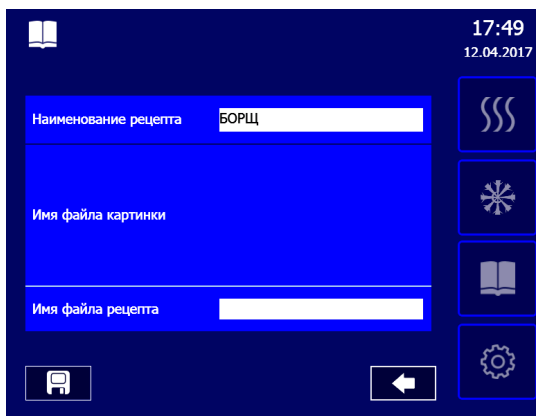 17:49
12.04.2017
Наименование рецепта БОРЩ
Имя файла картинки
Имя файла рецепта